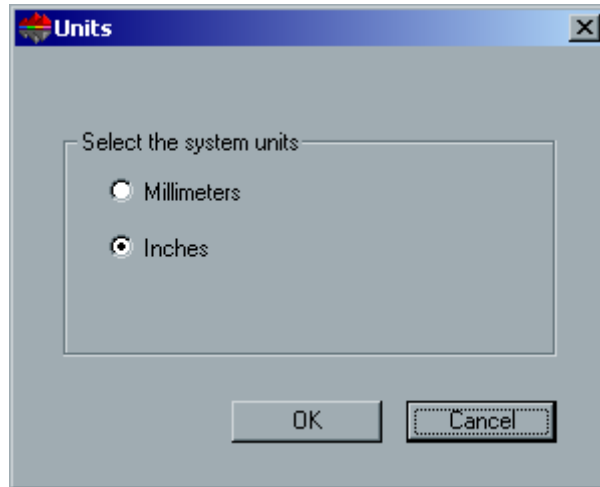 Units
Select the system units
Millimeters
Inches
OK Cancel